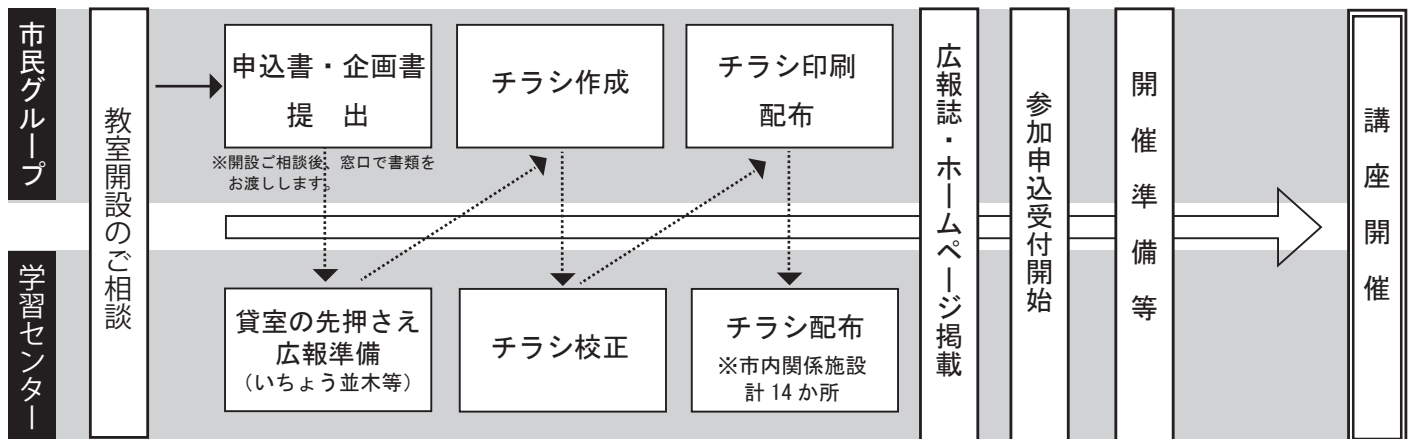 市民グループ
学習センター
教室開設のご相談
申込書・企画書
提 出
※開設ご相談後、窓口で書類を
お渡しします。
貸室の先押さえ
広報準備
（いちょう並木等）
チラシ作成
チラシ校正
チラシ印刷
配布
チラシ配布
※市内関係施設
計 14 か所
広報誌・ホームページ掲載
参加申込受付開始
開催準備等
講座開催